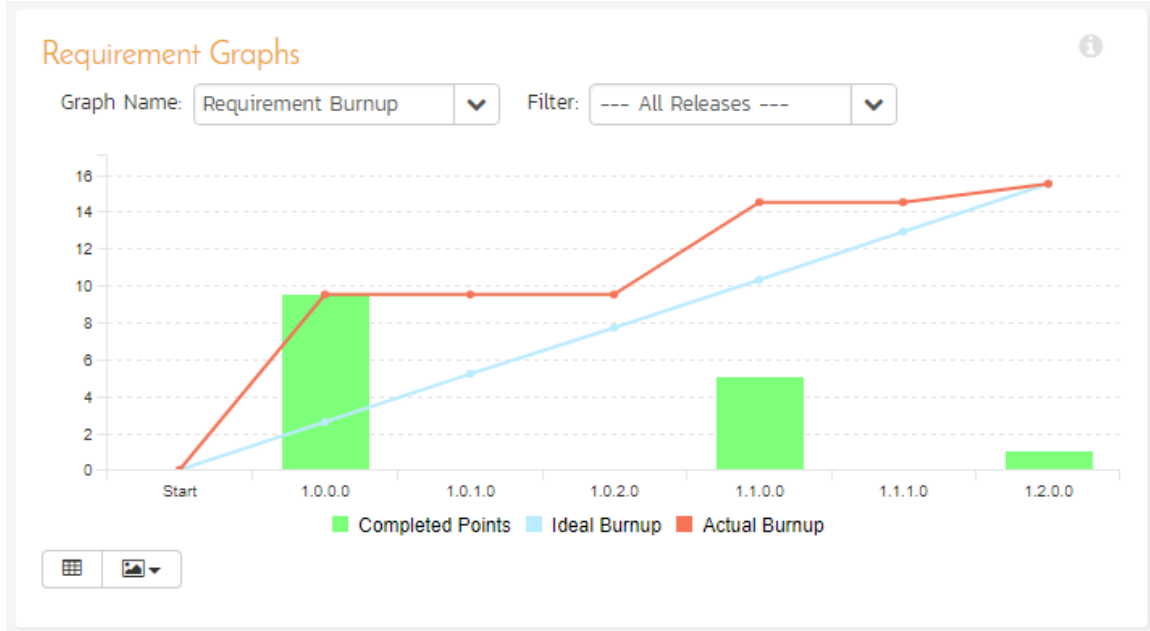 Requirement Graphs
Graph Name: Requirement Burnup Filter: --- All Releases ---
16
14
12
10
8
6
4
2
0
Start 1.0.0.0 1.0.1.0 1.0.2.0 1.1.0.0 1.1.1.0 1.2.0.0
Completed Points Ideal Burnup Actual Burnup